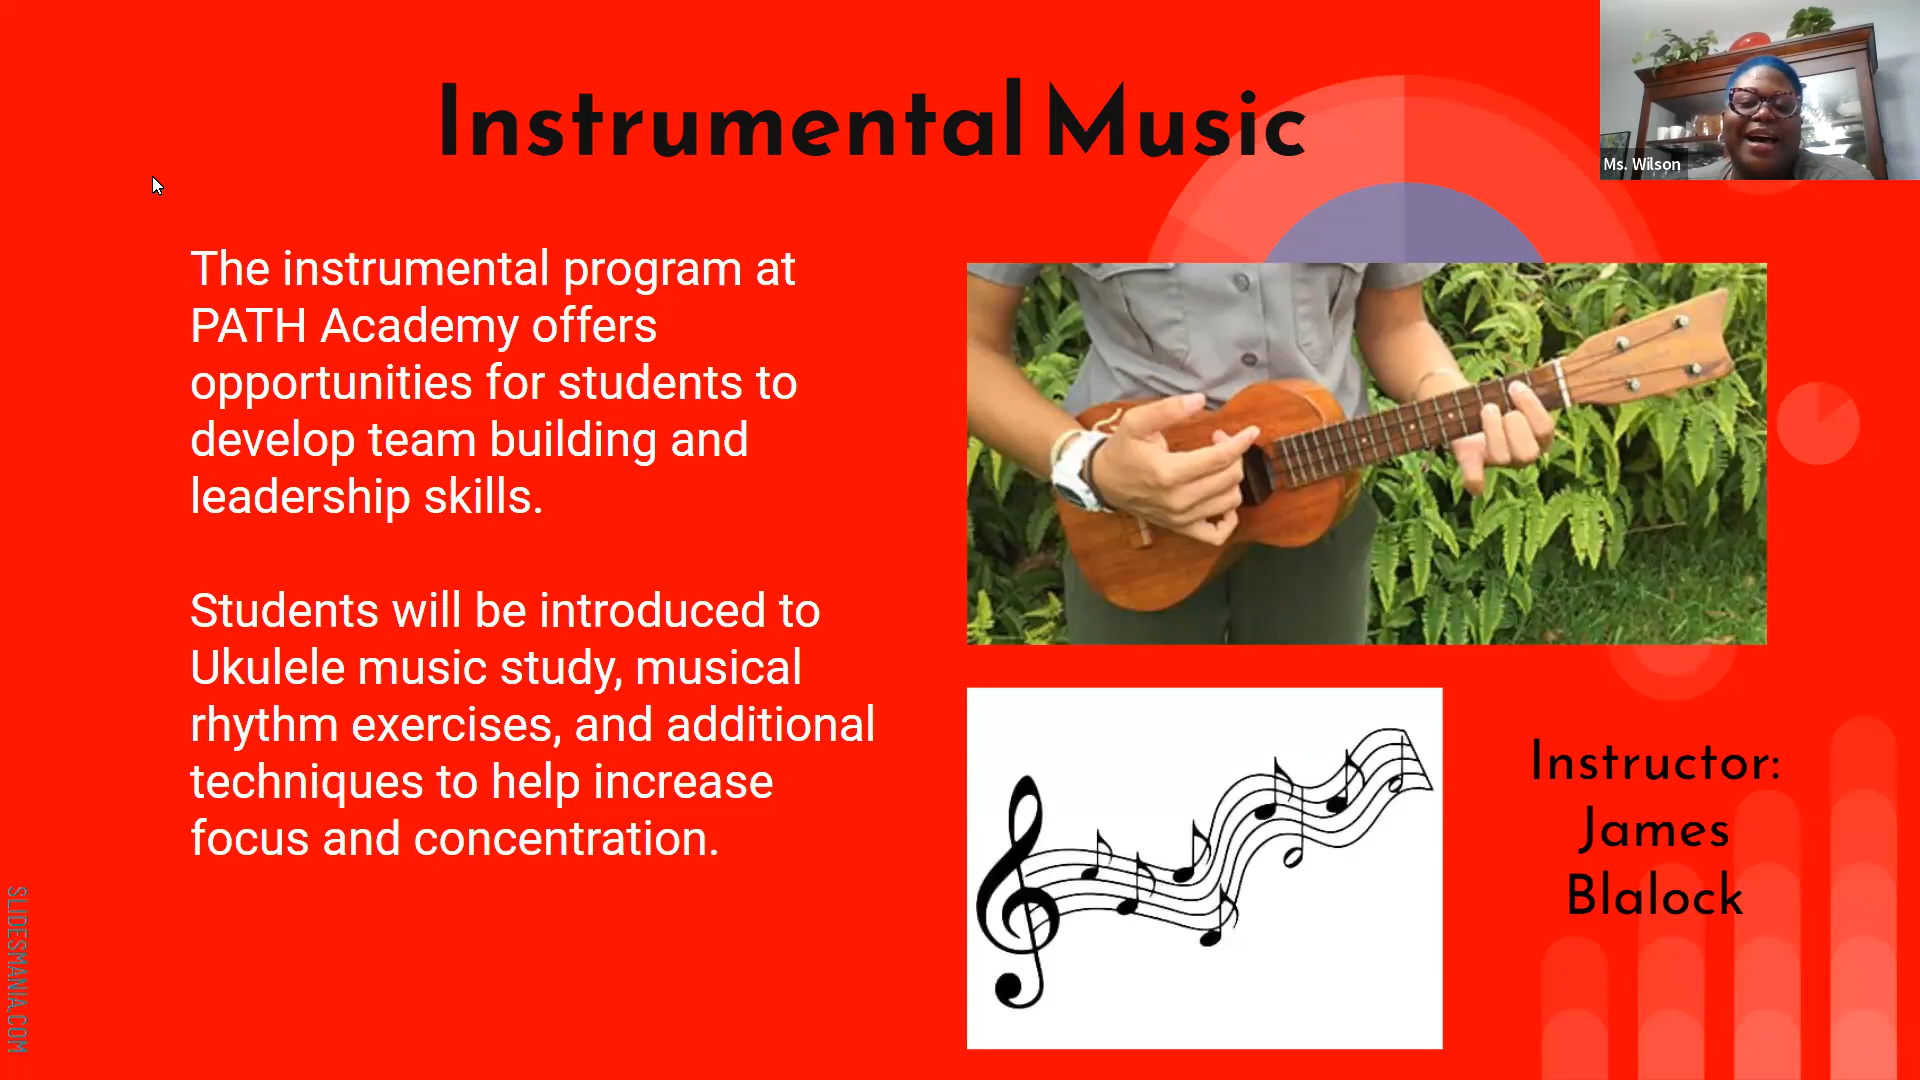 Instrumental Music
Ms. Wilson
The instrumental program at
PATH Academy offers
opportunities for students to
develop team building and
leadership skills.
Students will be introduced to
Ukulele music study, musical
rhythm exercises, and additional
techniques to help increase
focus and concentration.
Instructor:
James
Blalock
SLIDESMANIA.COM